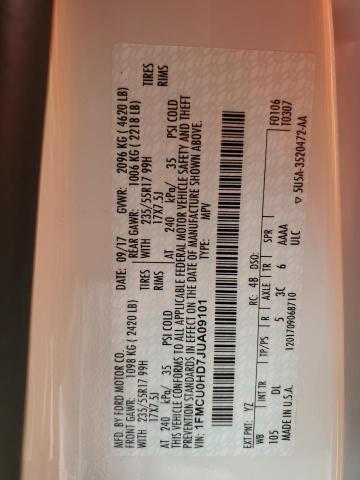 MFD. BY FORD MOTOR CO.
DATE: 09/17 GVWR: 2096 KG ( 4620 LB)
FRONT GAWR: 1098 KG ( 2420 LB) REAR GAWR: 1006 KG ( 2218 LB)
WITH 235/55R17 99H TIRES WITH 235/55R17 99H TIRES
17X7.5J RIMS 17X7.5J RIMS
AT 240 kPa/ 35 PSI COLD AT 240 kPa/ 35 PSI COLD
THIS VEHICLE CONFORMS TO ALL APPLICABLE FEDERAL MOTOR VEHICLE SAFETY AND THEFT
PREVENTION STANDARDS IN EFFECT ON THE DATE OF MANUFACTURE SHOWN ABOVE.
VIN: 1FMCU0HD7JUA09101 TYPE: MPV
F0106
T0307
EXT PNT: YZ RC: 48 DSO:
WB INT TR TP/PS R AXLE TR SPR
105 DL 5 3C 6 AAAA
MADE IN U.S.A. 1201709068710 ULC
5U5A-3520472-AA